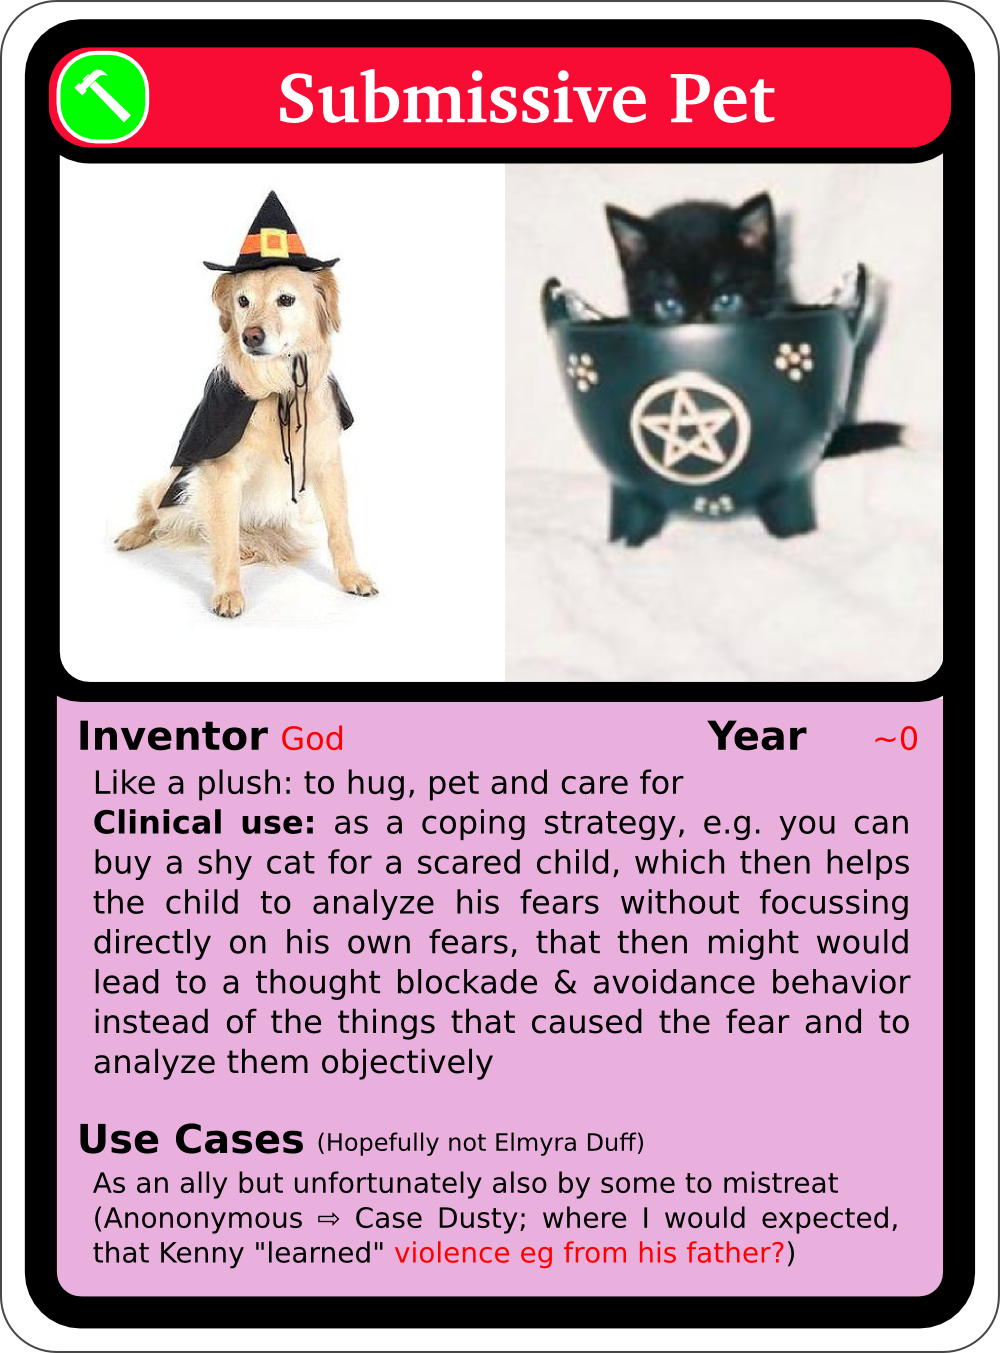 Submissive Pet
Inventor God Year ~0
Like a plush: to hug, pet and care for
Clinical use: as a coping strategy, e.g. you can
buy a shy cat for a scared child, which then helps
the child to analyze his fears without focussing
directly on his own fears, that then might would
lead to a thought blockade & avoidance behavior
instead of the things that caused the fear and to
analyze them objectively
Use Cases (Hopefully not Elmyra Duff)
As an ally but unfortunately also by some to mistreat
(Anononymous ⇨ Case Dusty; where I would expected,
that Kenny "learned" violence eg from his father?)